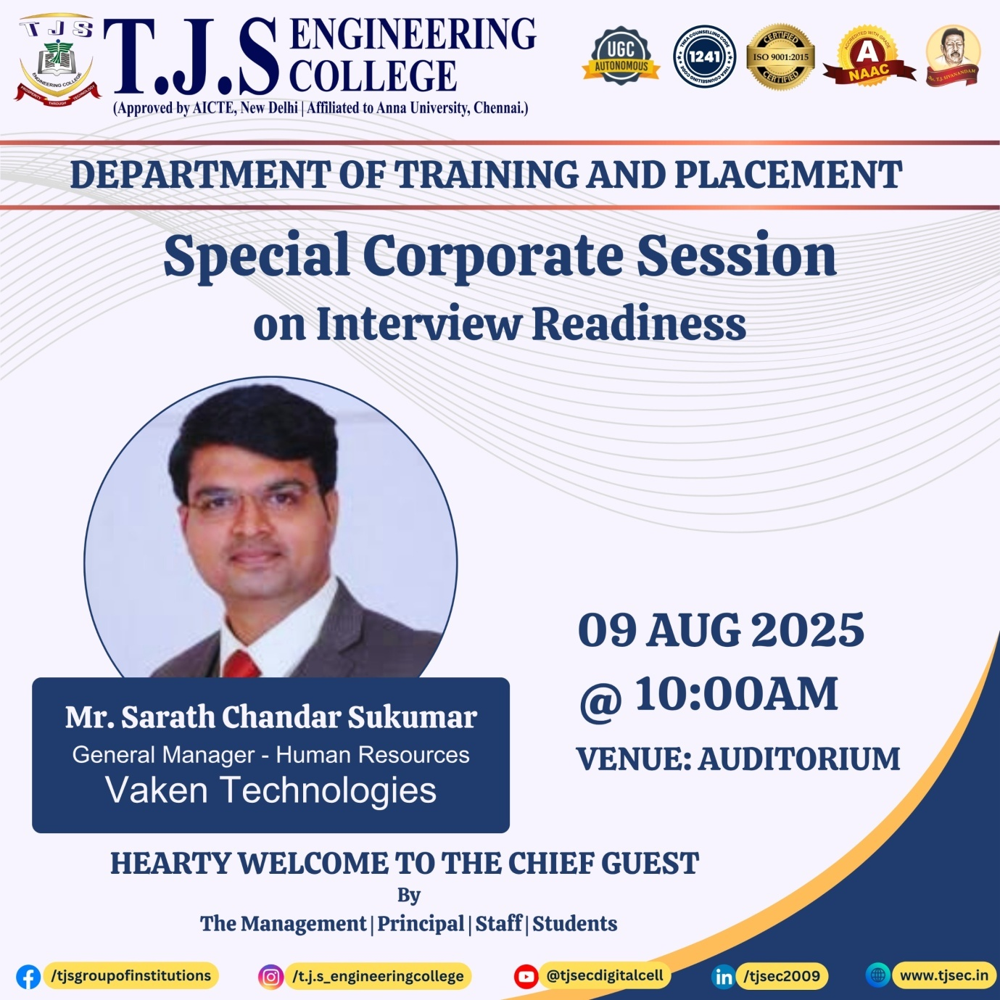 T J S
ENGINEERING COLLEGE
PROSPERITY THROUGH TECHNOLOGY
T.J.S ENGINEERING
COLLEGE
(Approved by AICTE, New Delhi | Affiliated to Anna University, Chennai.)
UGC
AUTONOMOUS
TNEA COUNSELLING CODE
1241
TNEA COUNSELLING CODE
CERTIFIED
ISO 9001:2015
CERTIFIED
ACCREDITED WITH GRADE
A
NAAC
T.J. SIVANANDAM
DEPARTMENT OF TRAINING AND PLACEMENT
Special Corporate Session
on Interview Readiness
09 AUG 2025
@ 10:00AM
VENUE: AUDITORIUM
Mr. Sarath Chandar Sukumar
General Manager - Human Resources
Vaken Technologies
HEARTY WELCOME TO THE CHIEF GUEST
By
The Management | Principal | Staff | Students
/tjsgroupofinstitutions
/t.j.s_engineeringcollege
@tjsecdigitalcell
/tjsec2009
www.tjsec.in